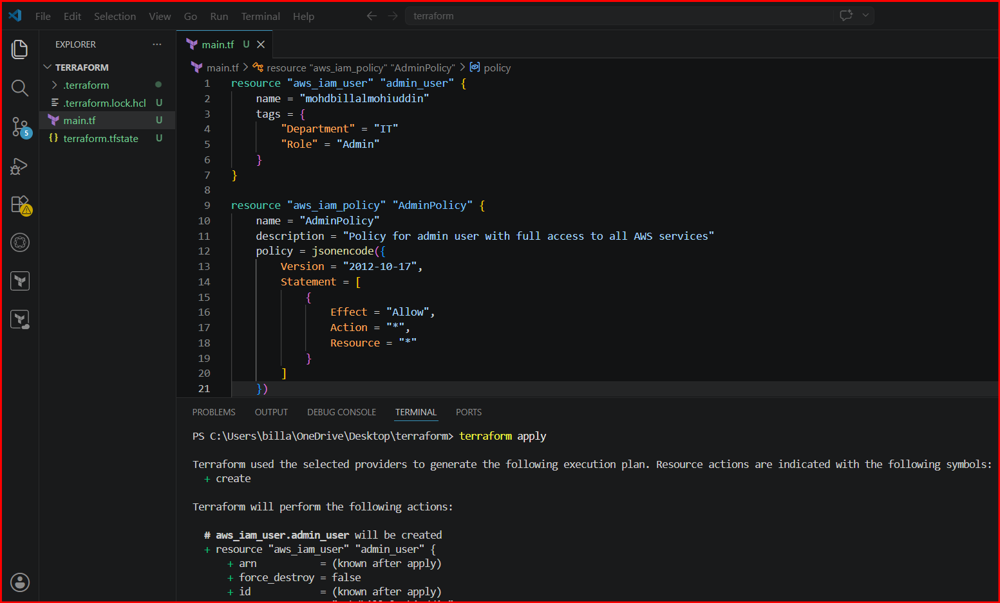 File Edit Selection View Go Run Terminal Help
terraform
EXPLORER
TERRAFORM
.terraform
.terraform.lock.hcl U
main.tf U
{} terraform.tfstate U
5
main.tf U
main.tf > resource "aws_iam_policy" "AdminPolicy" > policy
1 resource "aws_iam_user" "admin_user" {
2 name = "mohdbillalmohiuddin"
3 tags = {
4 "Department" = "IT"
5 "Role" = "Admin"
6 }
7 }
8
9 resource "aws_iam_policy" "AdminPolicy" {
10 name = "AdminPolicy"
11 description = "Policy for admin user with full access to all AWS services"
12 policy = jsonencode({
13 Version = "2012-10-17",
14 Statement = [
15 {
16 Effect = "Allow",
17 Action = "*",
18 Resource = "*"
19 }
20 ]
21 })
PROBLEMS OUTPUT DEBUG CONSOLE TERMINAL PORTS
PS C:\Users\billa\OneDrive\Desktop\terraform> terraform apply
Terraform used the selected providers to generate the following execution plan. Resource actions are indicated with the following symbols:
+ create
Terraform will perform the following actions:
# aws_iam_user.admin_user will be created
+ resource "aws_iam_user" "admin_user" {
+ arn = (known after apply)
+ force_destroy = false
+ id = (known after apply)